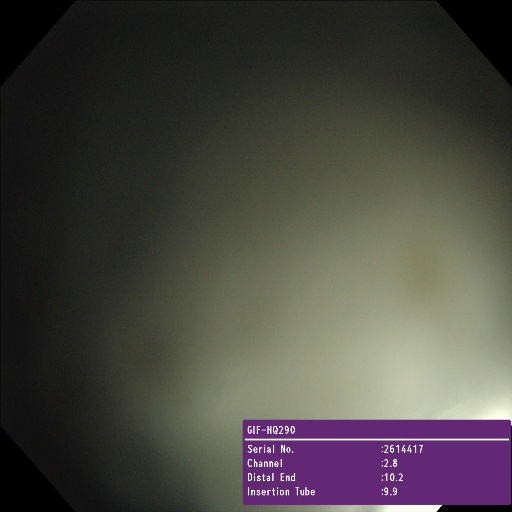 GIF-HQ290
Serial No. :2614417
Channel :2.8
Distal End :10.2
Insertion Tube :9.9